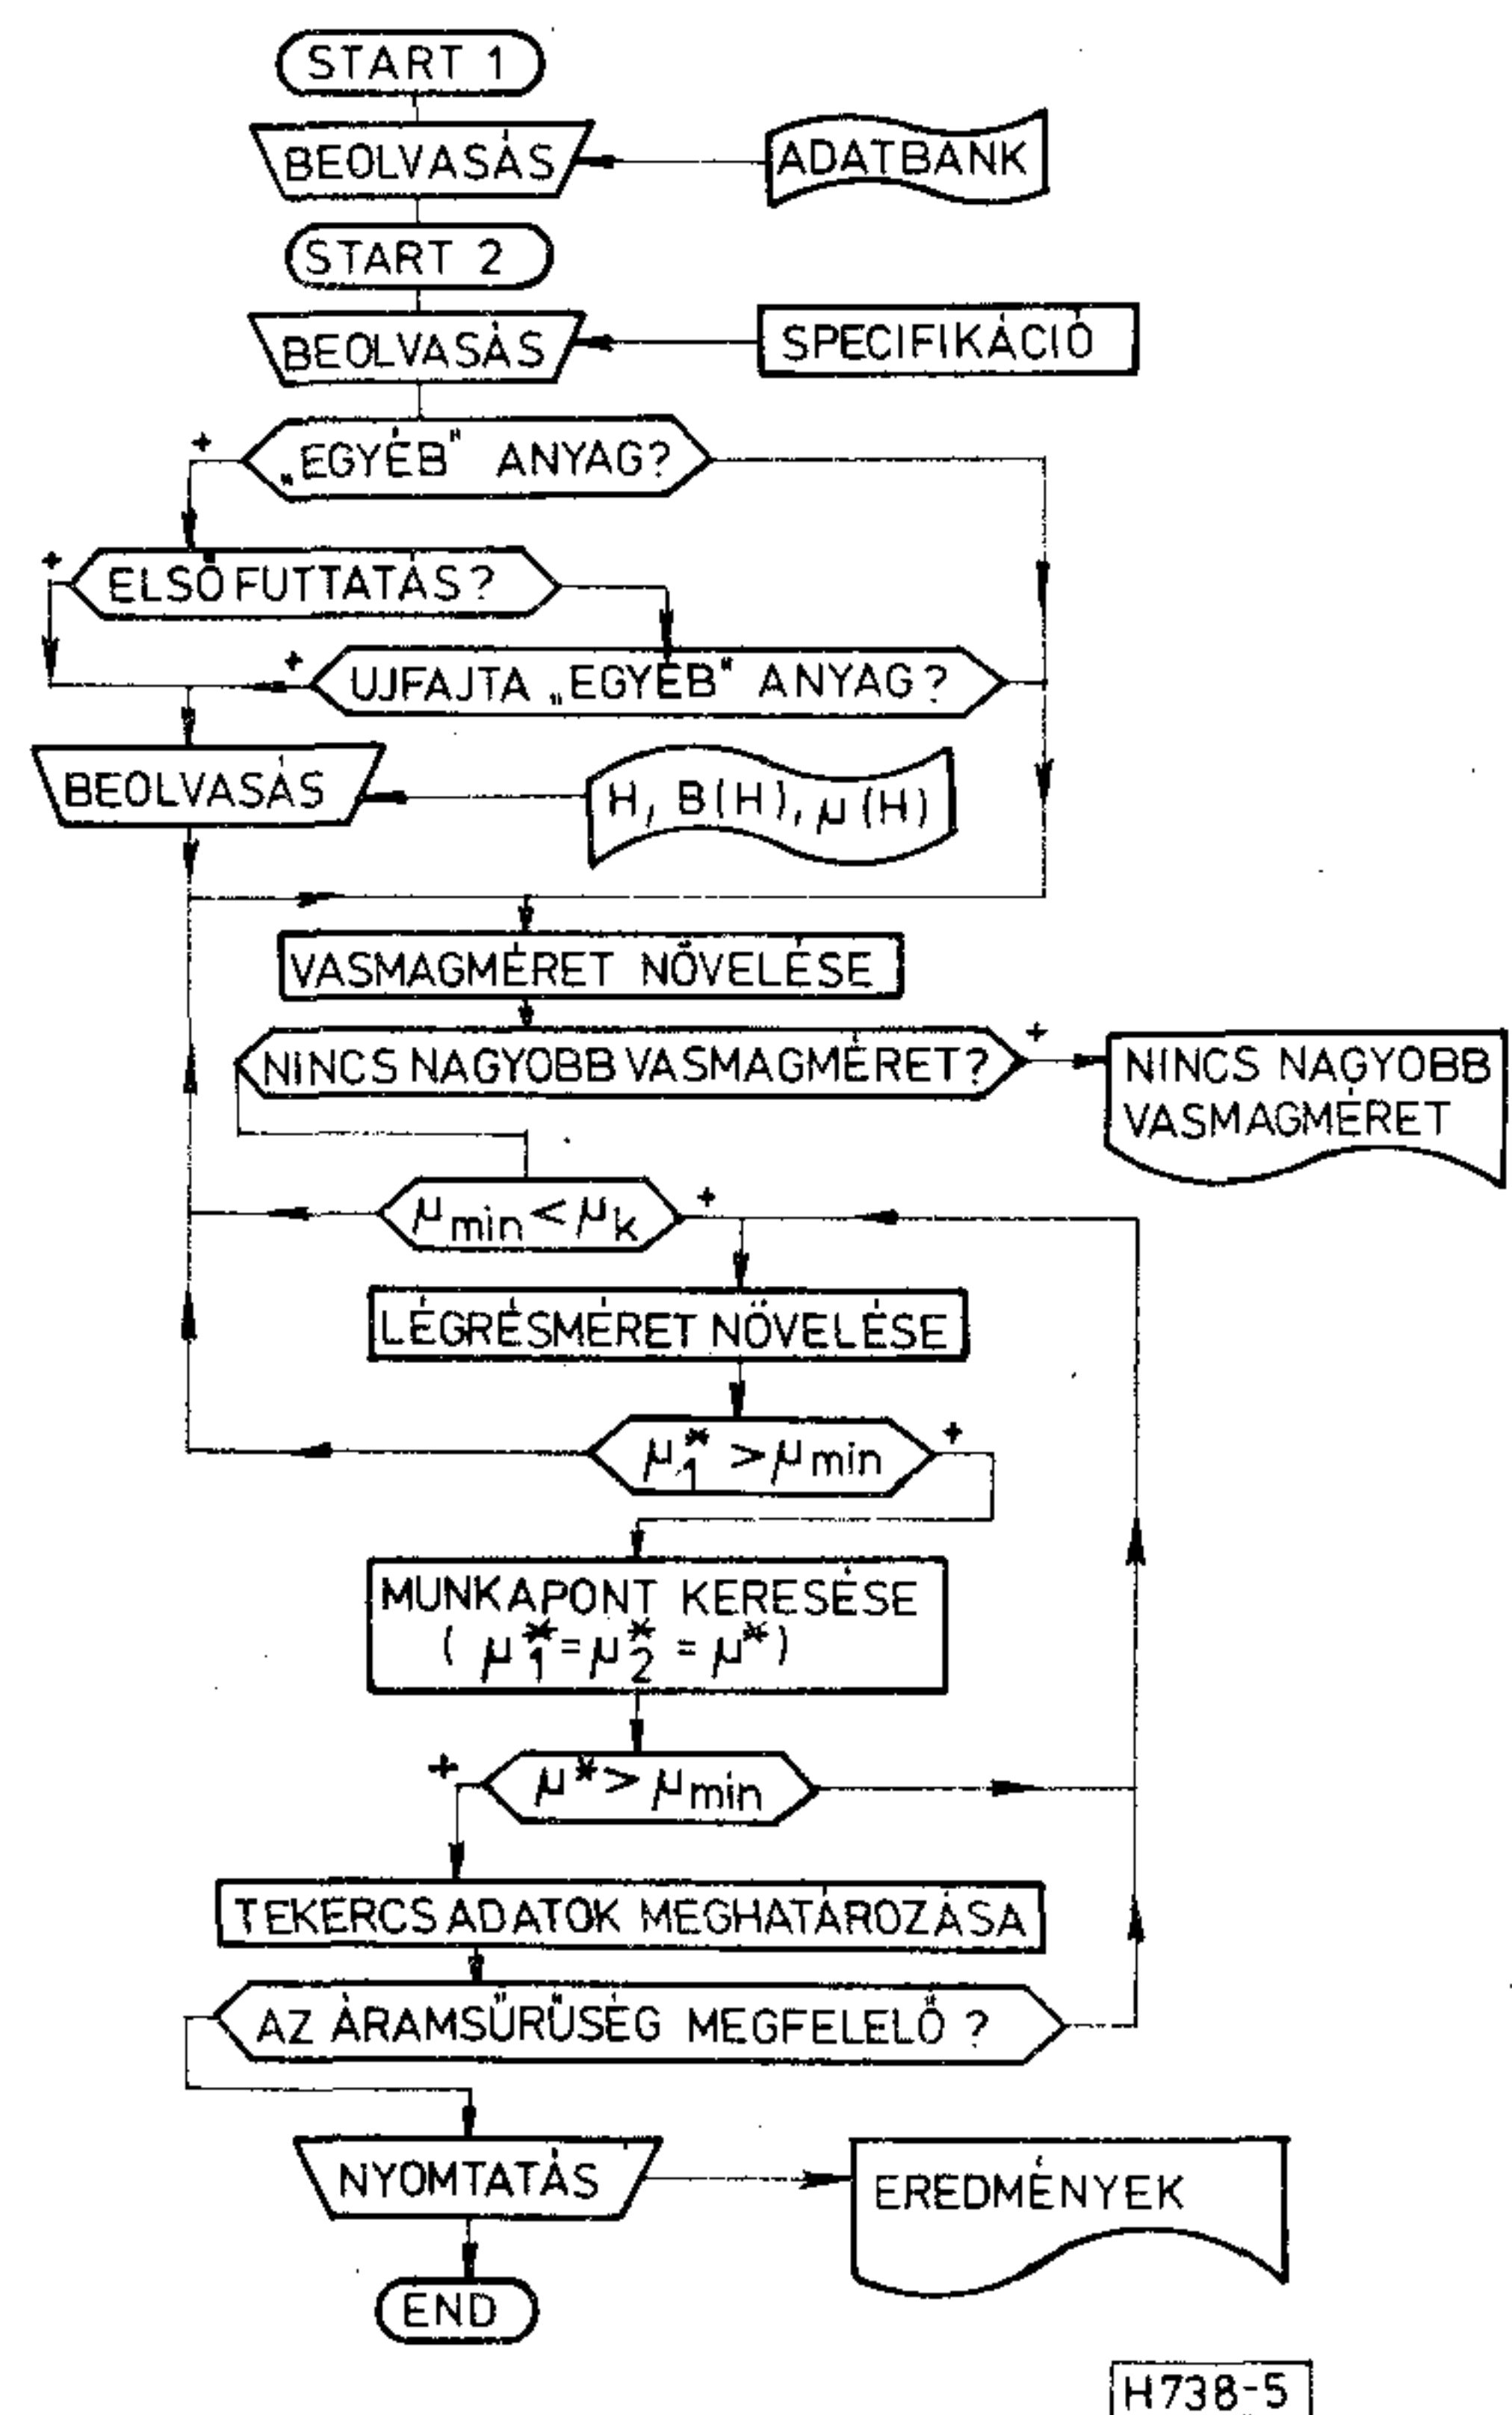 START 1
BEOLVASÁS
ADATBANK
START 2
BEOLVASÁS
SPECIFIKÁCIÓ
+
„EGYÉB" ANYAG?
+
ELSŐ FUTTATÁS?
+
UJFAJTA „EGYÉB" ANYAG?
BEOLVASÁS
H, B(H), μ(H)
VASMAGMÉRET NÖVELÉSE
NINCS NAGYOBB VASMAGMÉRET?
+
NINCS NAGYOBB
VASMAGMÉRET
μmin < μk
+
LÉGRÉSMÉRET NÖVELÉSE
μ1* > μmin
+
MUNKAPONT KERESÉSE
( μ1* = μ2* = μ* )
+
μ* > μmin
TEKERCS ADATOK MEGHATÁROZÁSA
AZ ÁRAMSŰRŰSÉG MEGFELELŐ ?
NYOMTATÁS
EREDMÉNYEK
END
H738-5